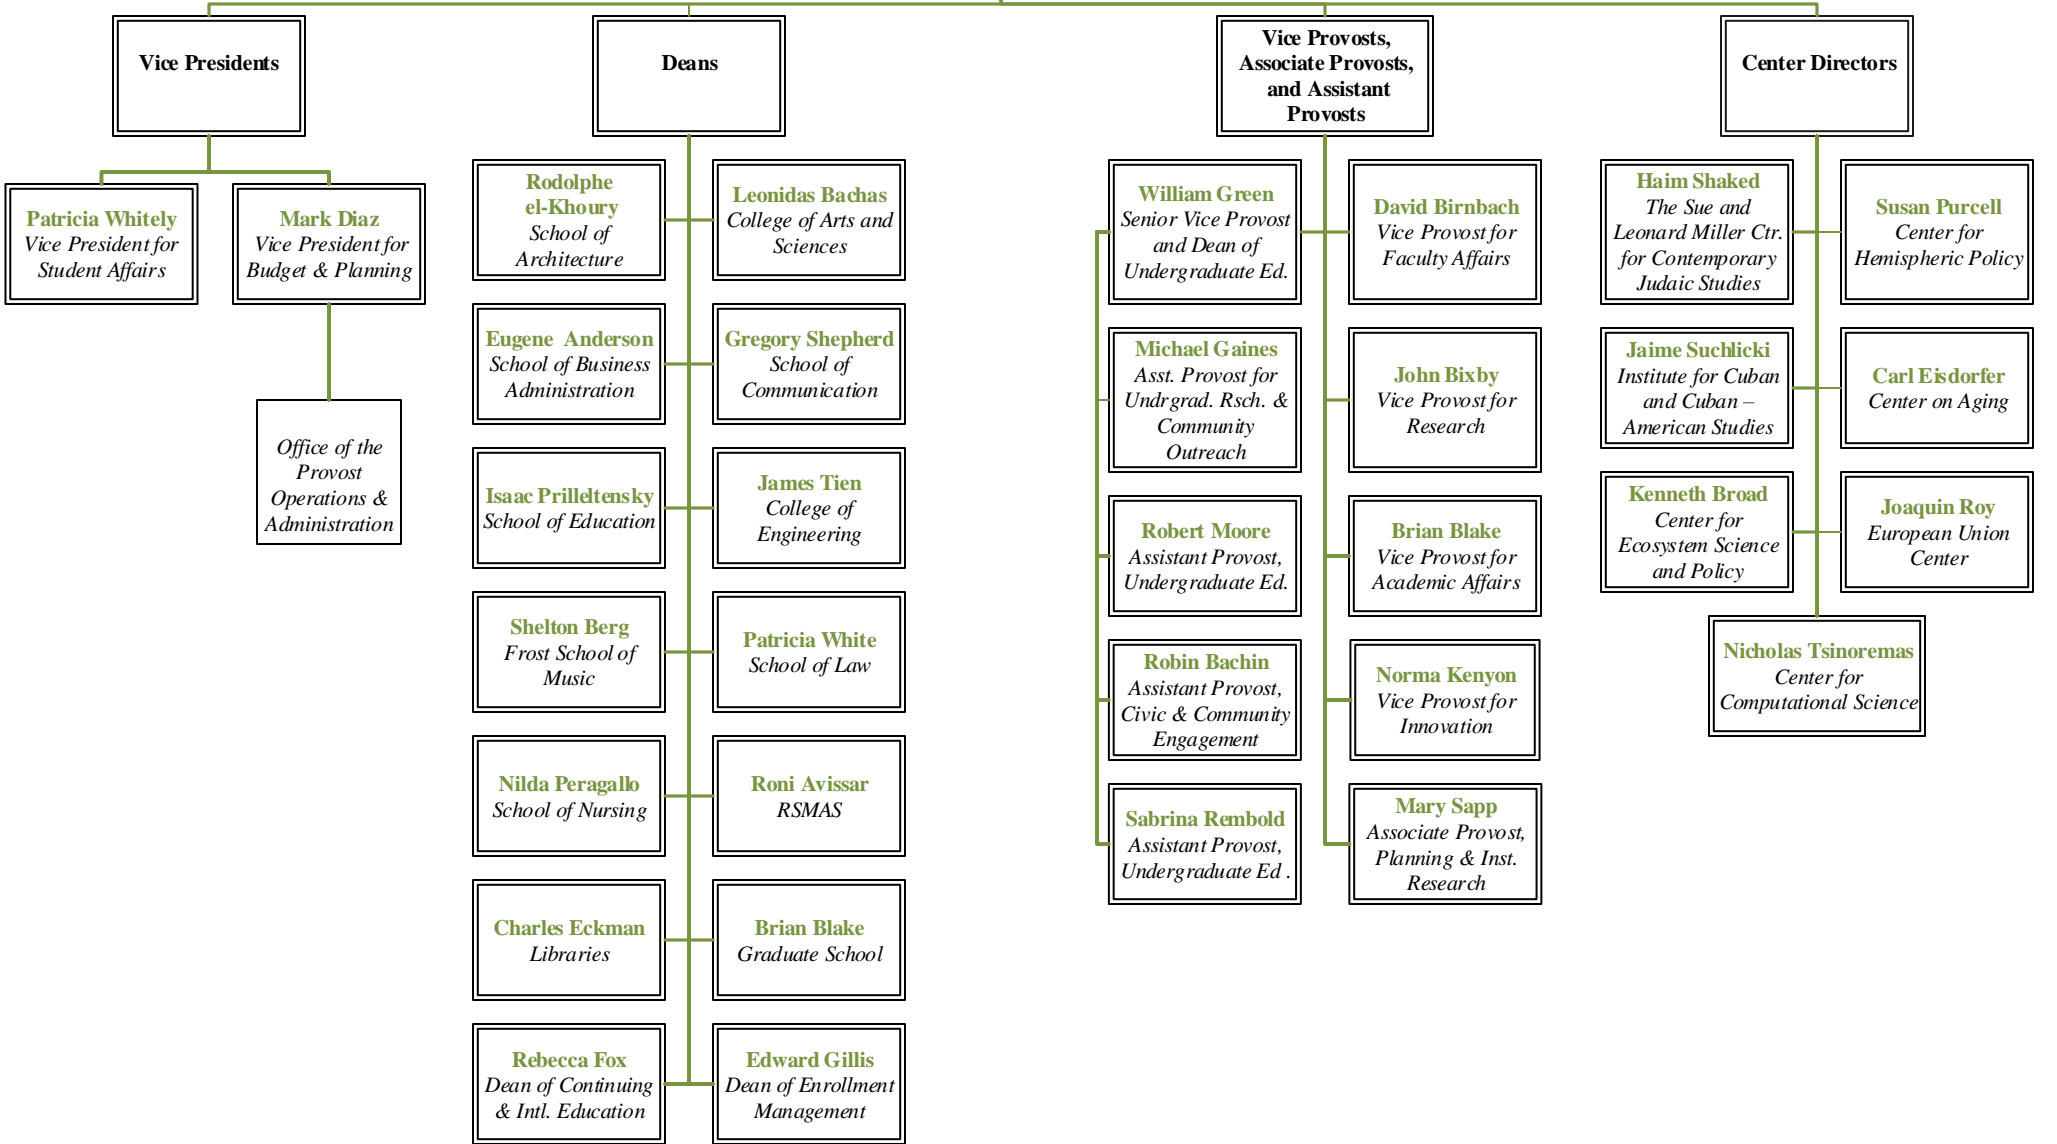 Vice Presidents
Deans
Vice Provosts,
Associate Provosts,
and Assistant
Provosts
Center Directors
Patricia Whitely
Vice President for
Student Affairs
Mark Diaz
Vice President for
Budget & Planning
Office of the
Provost
Operations &
Administration
Rodolphe
el-Khoury
School of
Architecture
Leonidas Bachas
College of Arts and
Sciences
Eugene Anderson
School of Business
Administration
Gregory Shepherd
School of
Communication
Isaac Prilleltensky
School of Education
James Tien
College of
Engineering
Shelton Berg
Frost School of
Music
Patricia White
School of Law
Nilda Peragallo
School of Nursing
Roni Avissar
RSMAS
Charles Eckman
Libraries
Brian Blake
Graduate School
Rebecca Fox
Dean of Continuing
& Intl. Education
Edward Gillis
Dean of Enrollment
Management
William Green
Senior Vice Provost
and Dean of
Undergraduate Ed.
David Birnbach
Vice Provost for
Faculty Affairs
Michael Gaines
Asst. Provost for
Undrgrad. Rsch. &
Community
Outreach
John Bixby
Vice Provost for
Research
Robert Moore
Assistant Provost,
Undergraduate Ed.
Brian Blake
Vice Provost for
Academic Affairs
Robin Bachin
Assistant Provost,
Civic & Community
Engagement
Norma Kenyon
Vice Provost for
Innovation
Sabrina Rembold
Assistant Provost,
Undergraduate Ed .
Mary Sapp
Associate Provost,
Planning & Inst.
Research
Haim Shaked
The Sue and
Leonard Miller Ctr.
for Contemporary
Judaic Studies
Susan Purcell
Center for
Hemispheric Policy
Jaime Suchlicki
Institute for Cuban
and Cuban –
American Studies
Carl Eisdorfer
Center on Aging
Kenneth Broad
Center for
Ecosystem Science
and Policy
Joaquin Roy
European Union
Center
Nicholas Tsinoremas
Center for
Computational Science